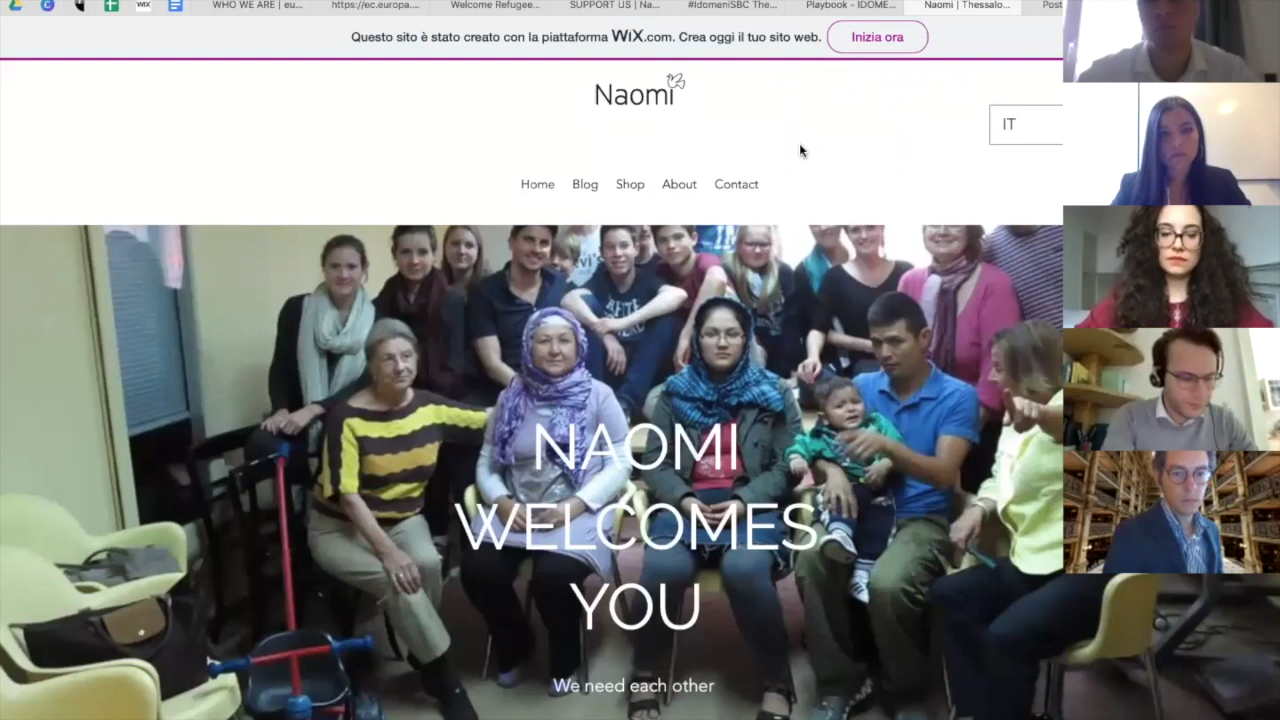 WHO WE ARE | eu...
https://ec.europa....
Welcome Refugee...
SUPPORT US | Na...
#IdomeniSBC The...
Playbook - IDOME...
Naomi | Thessalo...
Post
WIX
Questo sito è stato creato con la piattaforma WiX.com. Crea oggi il tuo sito web.
Inizia ora
Naomi
IT
Home
Blog
Shop
About
Contact
NAOMI
WELCOMES
YOU
We need each other